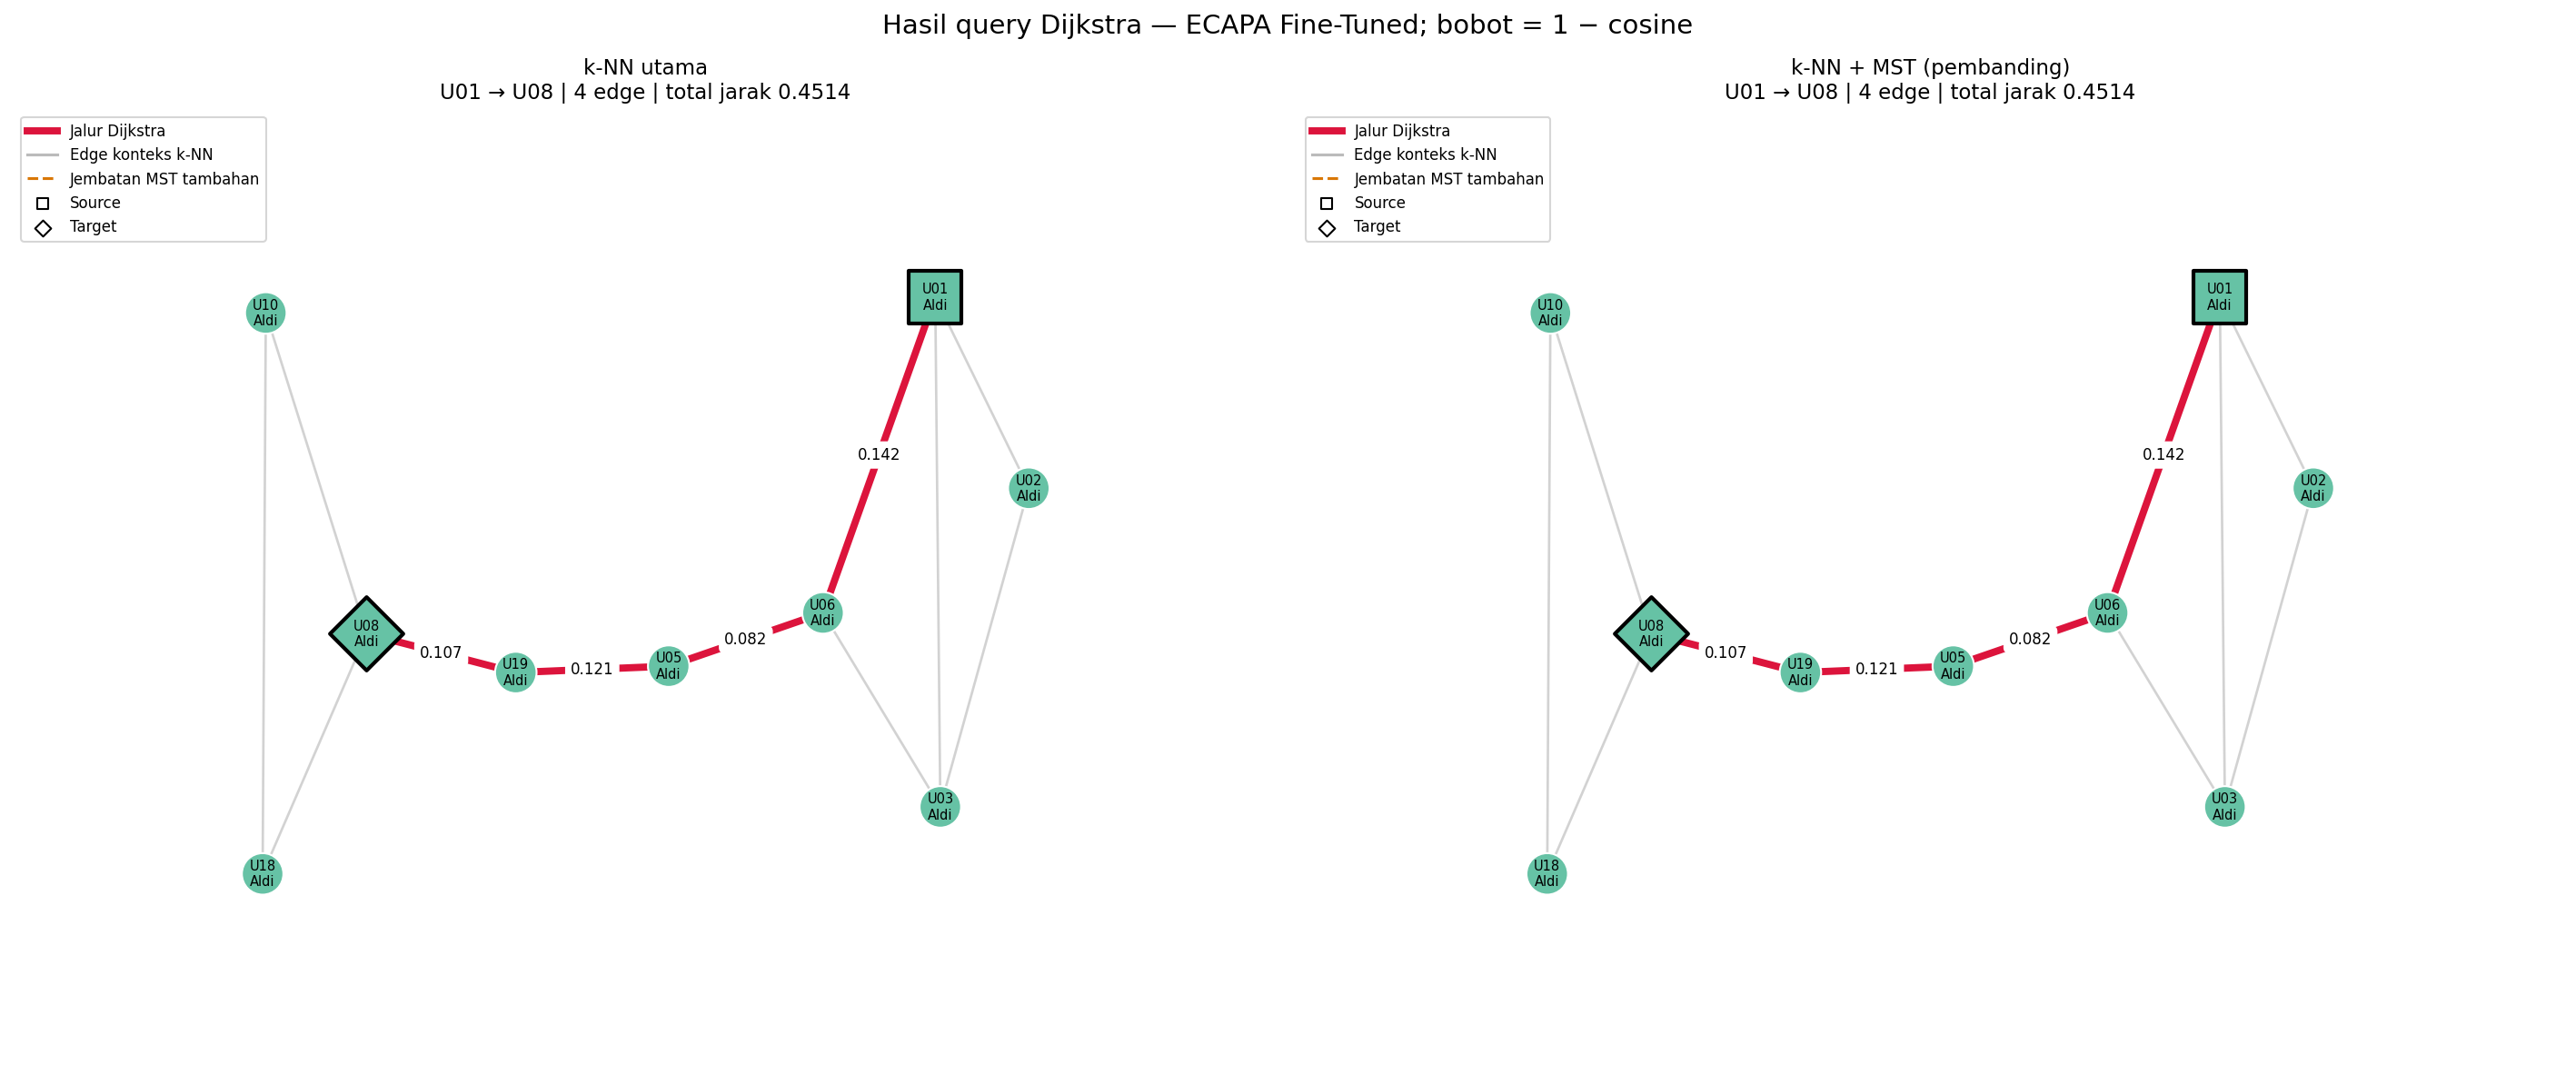 Hasil query Dijkstra — ECAPA Fine-Tuned; bobot = 1 − cosine
k-NN utama
U01 → U08 | 4 edge | total jarak 0.4514
Jalur Dijkstra
Edge konteks k-NN
Jembatan MST tambahan
Source
Target
U10
Aldi
U01
Aldi
0.142
U02
Aldi
U06
Aldi
U08
Aldi
0.107
U19
Aldi
0.121
U05
Aldi
0.082
U03
Aldi
U18
Aldi
k-NN + MST (pembanding)
U01 → U08 | 4 edge | total jarak 0.4514
Jalur Dijkstra
Edge konteks k-NN
Jembatan MST tambahan
Source
Target
U10
Aldi
U01
Aldi
0.142
U02
Aldi
U06
Aldi
U08
Aldi
0.107
U19
Aldi
0.121
U05
Aldi
0.082
U03
Aldi
U18
Aldi